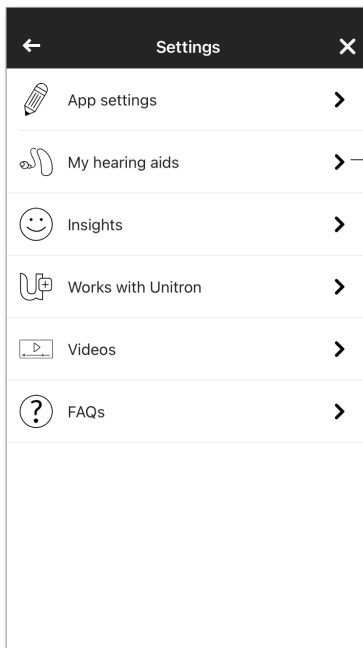 Settings
App settings
My hearing aids
Insights
Works with Unitron
Videos
FAQs